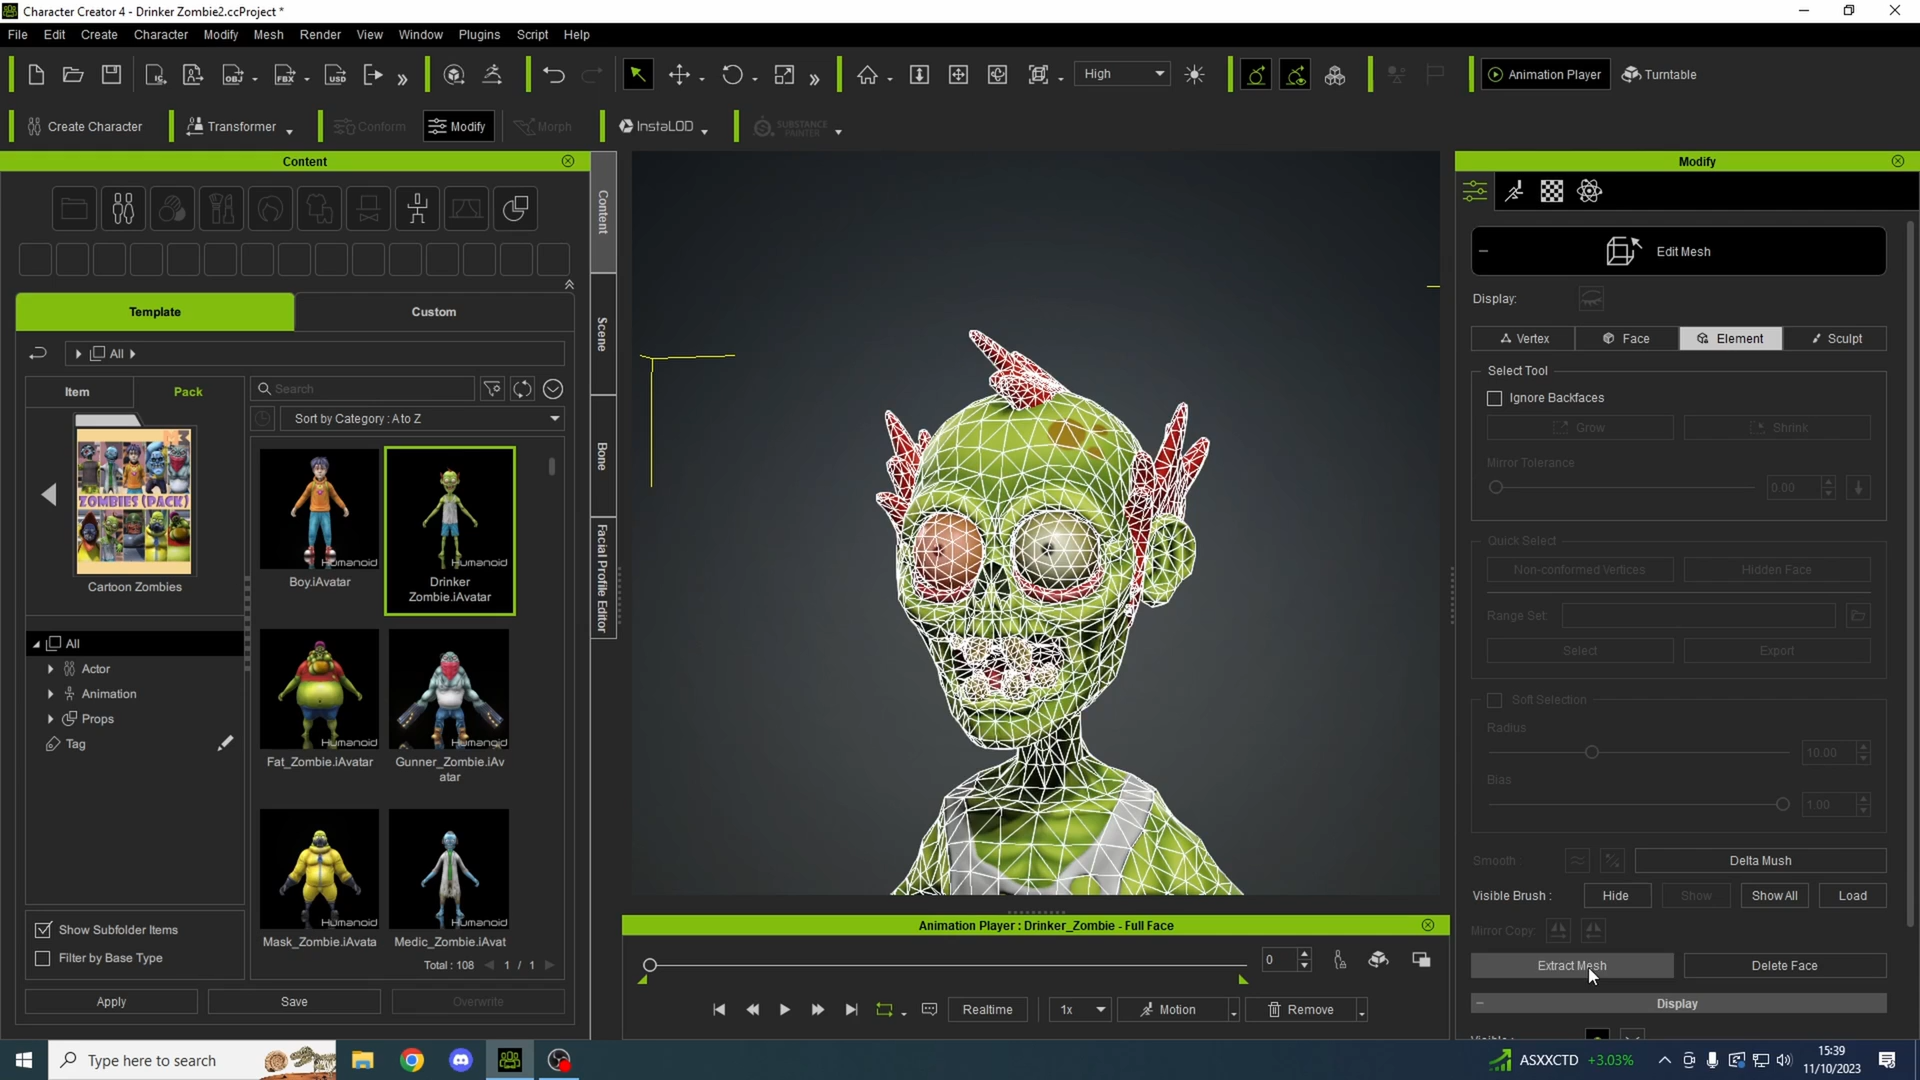 Character Creator 4 - Drinker Zombie2.ccProject *
File Edit Create Character Modify Mesh Render View Window Plugins Script Help
High Animation Player Turntable
Create Character Transformer Conform Modify Morph InstaLOD SUBSTANCE PAINTER
Content
Template Custom
All
Item Pack
Search
Sort by Category : A to Z
ZOMBIES (PACK)
Cartoon Zombies
Humanoid
Boy.iAvatar
Humanoid
Drinker
Zombie.iAvatar
All
Actor
Animation
Props
Tag
Humanoid
Fat_Zombie.iAvatar
Humanoid
Gunner_Zombie.iAv
atar
Humanoid
Mask_Zombie.iAvata
Humanoid
Medic_Zombie.iAvat
Show Subfolder Items
Filter by Base Type
Total : 108 1 / 1
Apply Save Overwrite
Content
Scene
Bone
Facial Profile Editor
Animation Player : Drinker_Zombie - Full Face
0
Realtime 1x Motion Remove
Modify
Edit Mesh
Display:
Vertex Face Element Sculpt
Select Tool
Ignore Backfaces
Grow Shrink
Mirror Tolerance
0.00
Quick Select
Non-conformed Vertices Hidden Face
Range Set:
Select Export
Soft Selection
Radius
10.00
Bias
1.00
Smooth : Delta Mush
Visible Brush : Hide Show Show All Load
Mirror Copy:
Extract Mesh Delete Face
Display
Type here to search
ASXXCTD +3.03%
15:39
11/10/2023